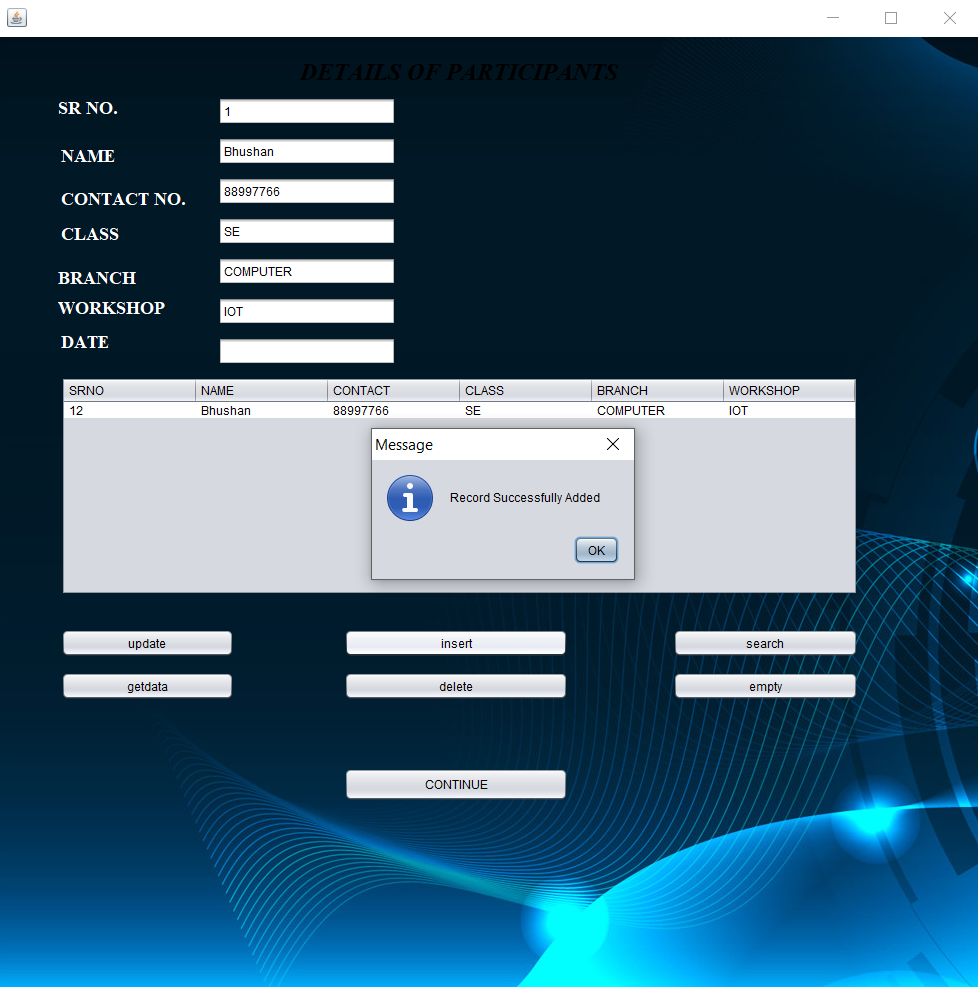 DETAILS OF PARTICIPANTS
SR NO. 1
NAME Bhushan
CONTACT NO. 88997766
CLASS SE
BRANCH COMPUTER
WORKSHOP IOT
DATE
SRNO NAME CONTACT CLASS BRANCH WORKSHOP
12 Bhushan 88997766 SE COMPUTER IOT
Message
Record Successfully Added
OK
update insert search
getdata delete empty
CONTINUE